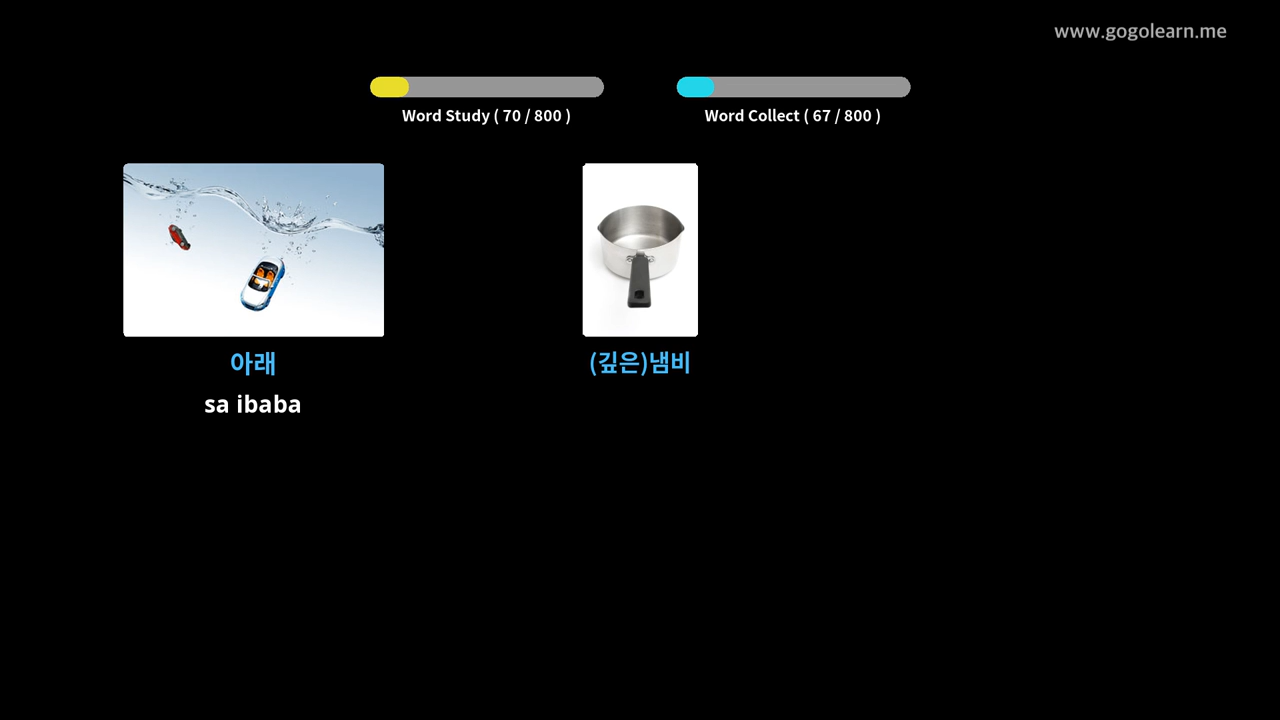 www.gogolearn.me
Word Study ( 70 / 800 )
Word Collect ( 67 / 800 )
아래
sa ibaba
(깊은)냄비